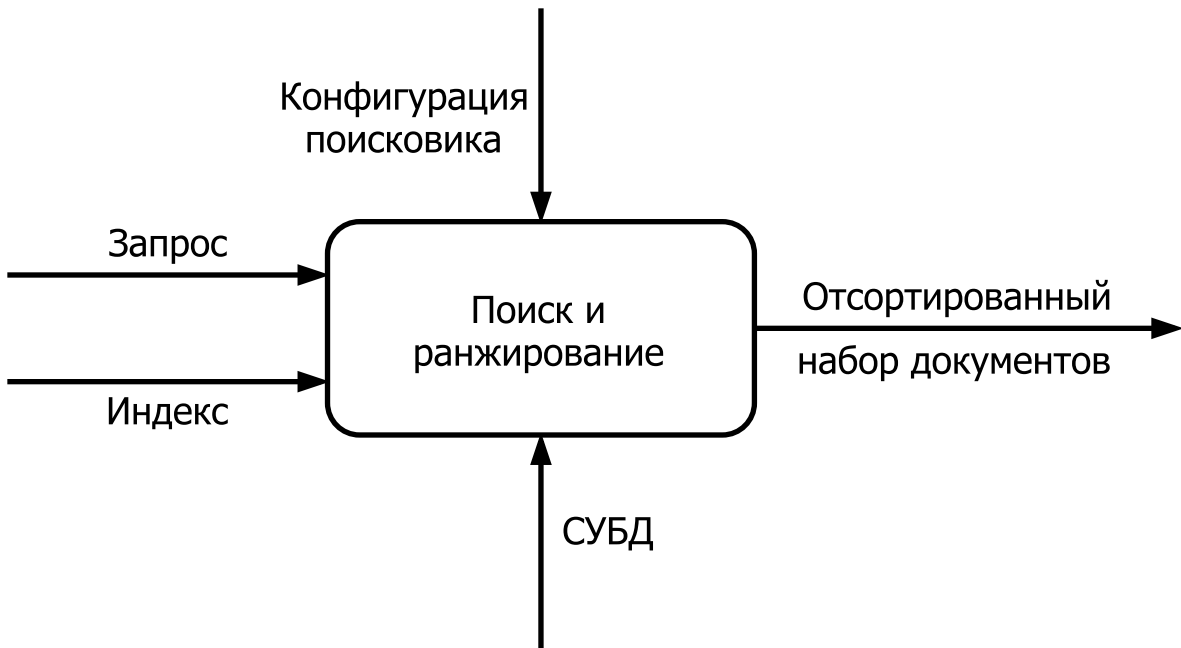 Конфигурация
поисковика
Запрос
Индекс
Поиск и
ранжирование
Отсортированный
набор документов
СУБД